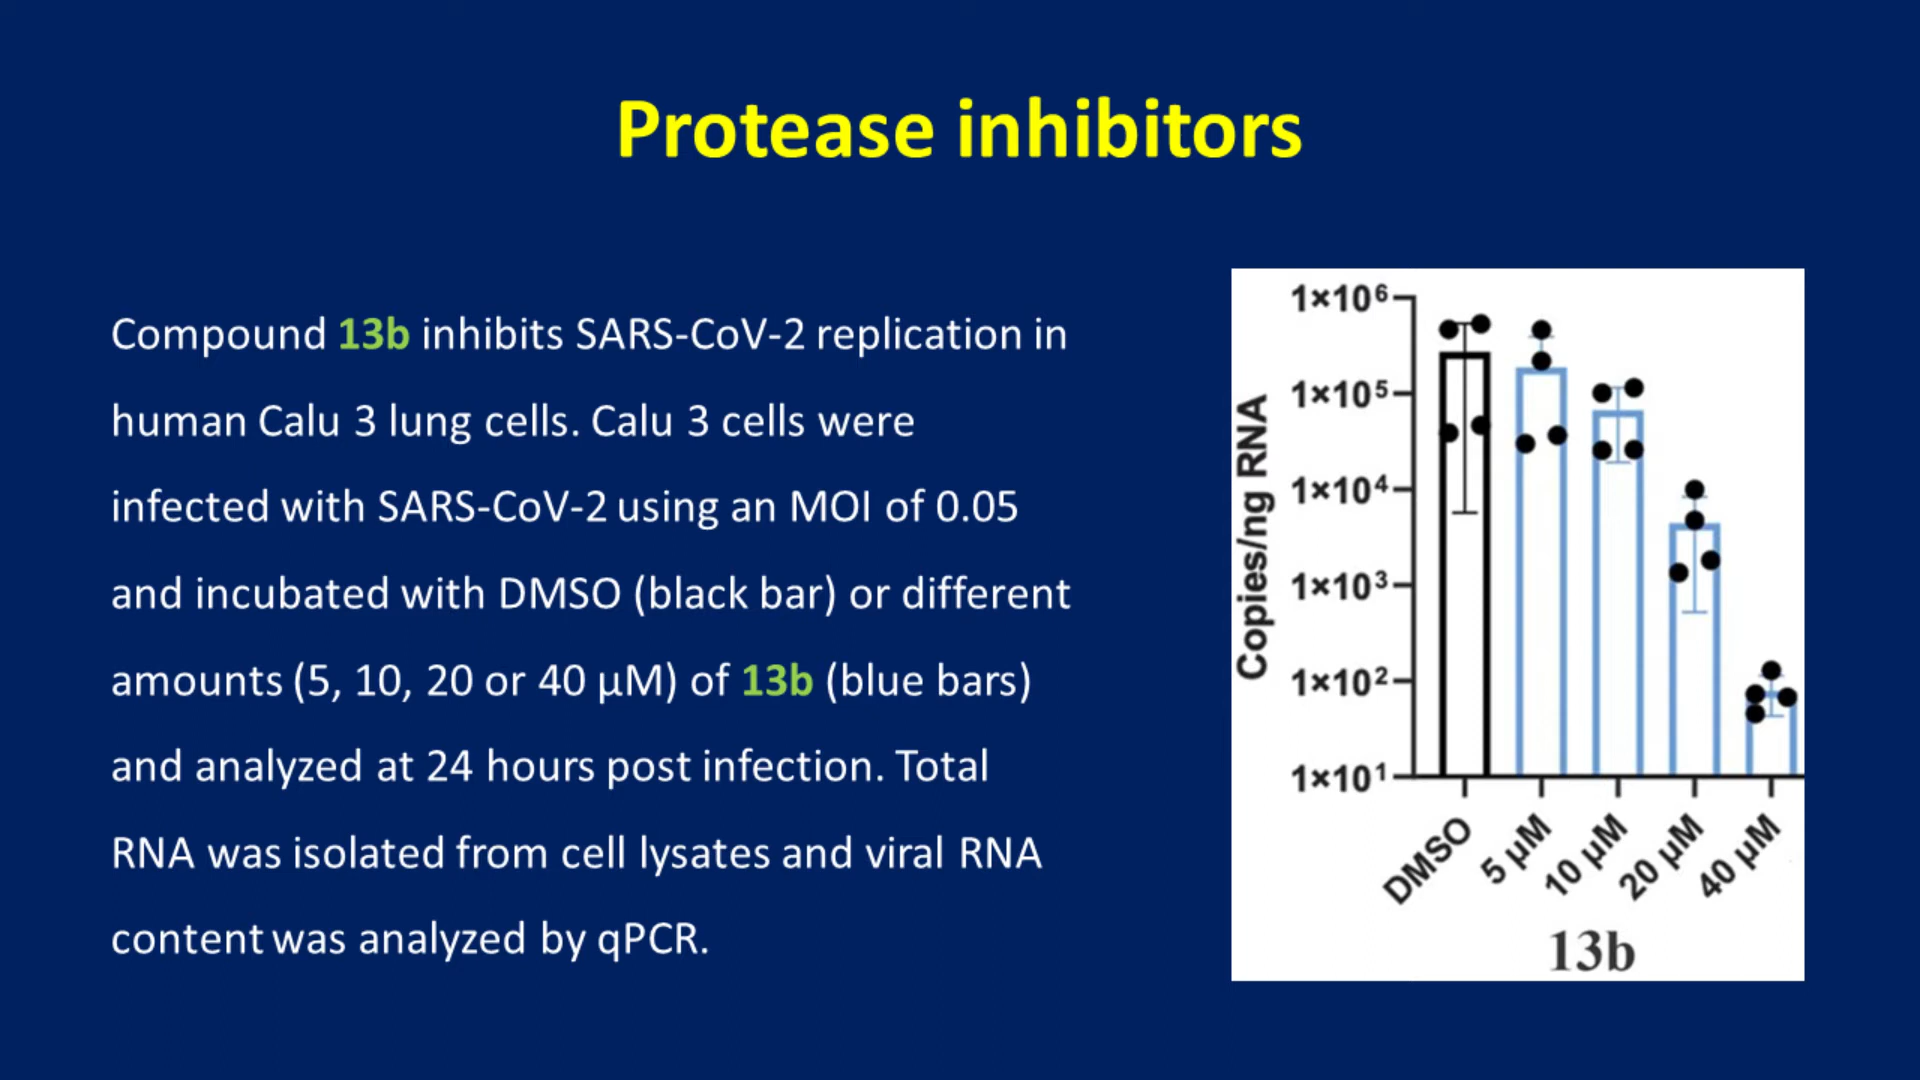 Protease inhibitors
Compound 13b inhibits SARS-CoV-2 replication in
human Calu 3 lung cells. Calu 3 cells were
infected with SARS-CoV-2 using an MOI of 0.05
and incubated with DMSO (black bar) or different
amounts (5, 10, 20 or 40 µM) of 13b (blue bars)
and analyzed at 24 hours post infection. Total
RNA was isolated from cell lysates and viral RNA
content was analyzed by qPCR.
Copies/ng RNA
1×10⁶
1×10⁵
1×10⁴
1×10³
1×10²
1×10¹
DMSO
5 µM
10 µM
20 µM
40 µM
13b